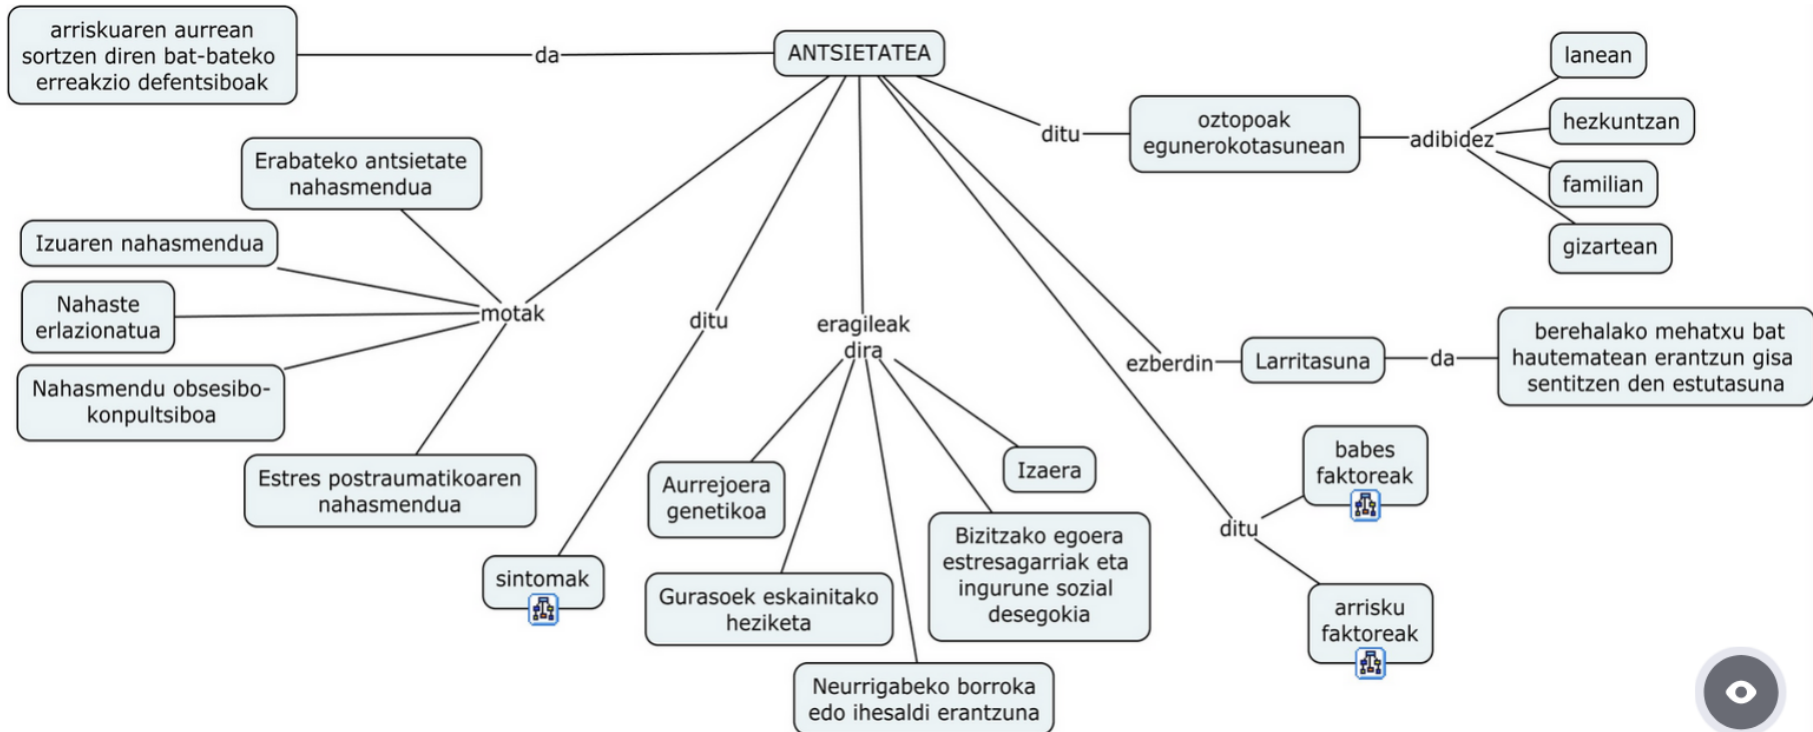 arriskuaren aurrean
sortzen diren bat-bateko
erreakzio defentsiboak
da
ANTSIETATEA
ditu
oztopoak
egunerokotasunean
adibidez
lanean
hezkuntzan
familian
gizartean
Erabateko antsietate
nahasmendua
Izuaren nahasmendua
Nahaste
erlazionatua
Nahasmendu obsesibo-
konpultsiboa
Estres postraumatikoaren
nahasmendua
motak
ditu
sintomak
eragileak
dira
Aurrejoera
genetikoa
Gurasoek eskainitako
heziketa
Neurrigabeko borroka
edo ihesaldi erantzuna
Bizitzako egoera
estresagarriak eta
ingurune sozial
desegokia
Izaera
ezberdin
Larritasuna
da
berehalako mehatxu bat
hautematean erantzun gisa
sentitzen den estutasuna
ditu
babes
faktoreak
arrisku
faktoreak